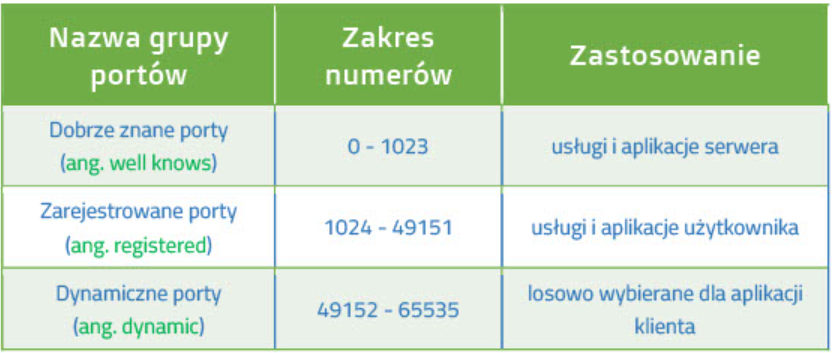 Nazwa grupy
portów
Zakres
numerów
Zastosowanie
Dobrze znane porty
(ang. well knows)
0 - 1023
usługi i aplikacje serwera
Zarejestrowane porty
(ang. registered)
1024 - 49151
usługi i aplikacje użytkownika
Dynamiczne porty
(ang. dynamic)
49152 - 65535
losowo wybierane dla aplikacji
klienta